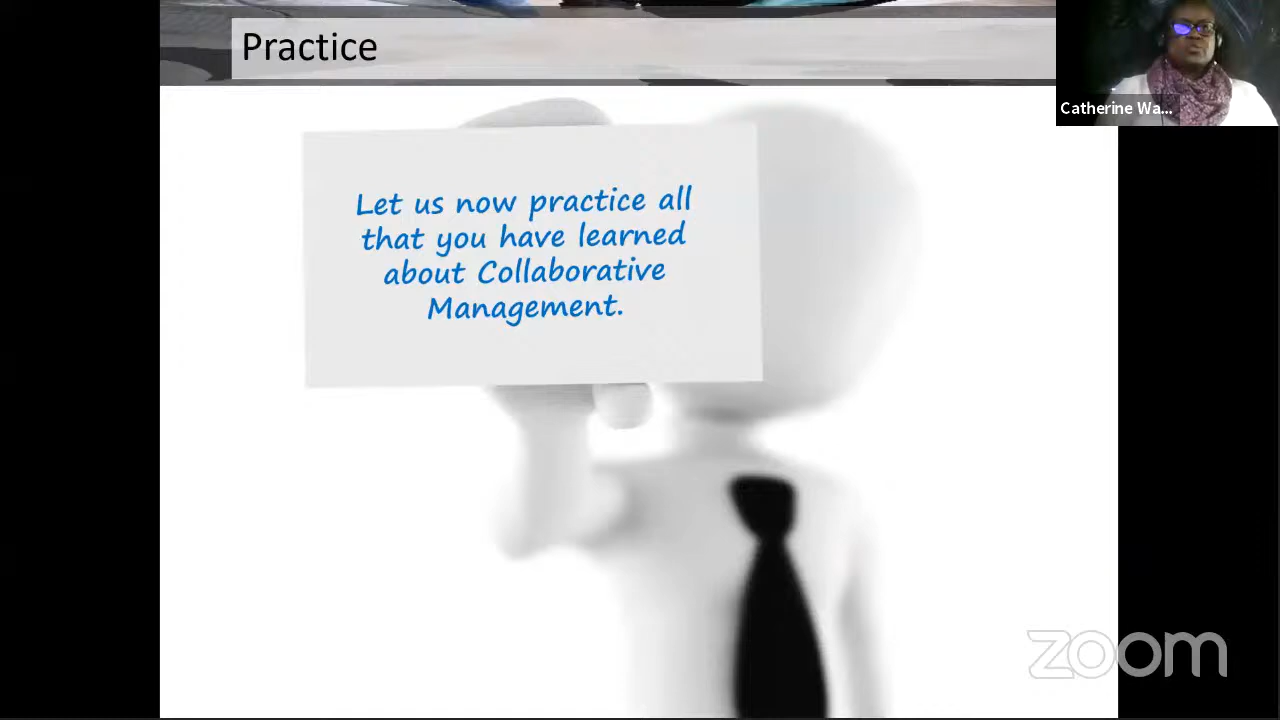 Practice
Catherine Wa...
Let us now practice all
that you have learned
about Collaborative
Management.
zoom